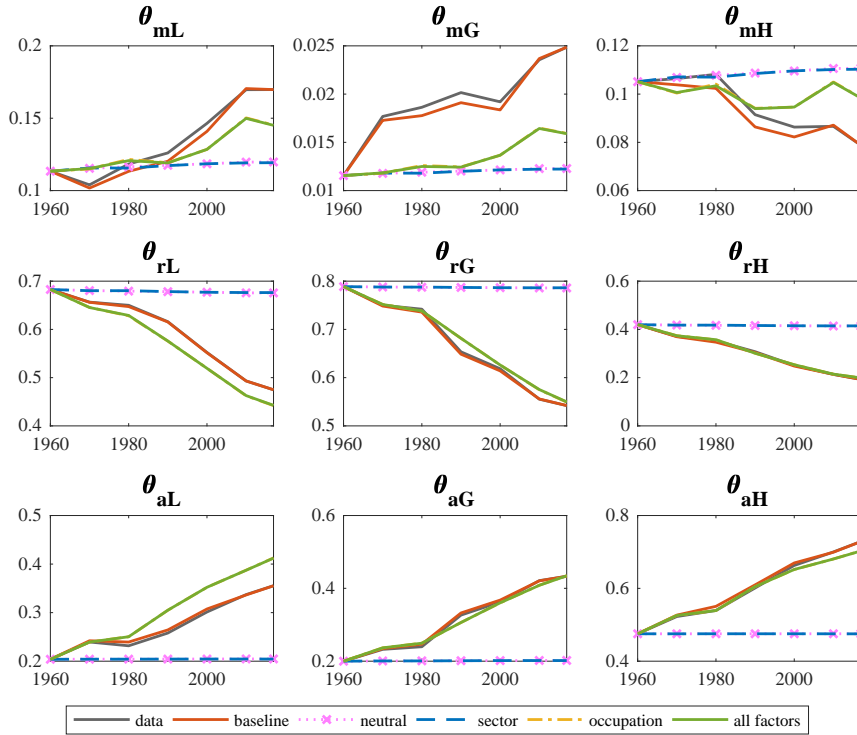 θmL θmG θmH
0.2 0.025 0.12
0.02 0.1
0.15
0.015 0.08
0.1 0.01 0.06
1960 1980 2000 1960 1980 2000 1960 1980 2000
θrL θrG θrH
0.7 0.8 0.6
0.6 0.7 0.4
0.5 0.6 0.2
0.4 0.5 0
1960 1980 2000 1960 1980 2000 1960 1980 2000
θaL θaG θaH
0.5 0.6 0.8
0.4
0.4 0.6
0.3
0.2 0.2 0.4
1960 1980 2000 1960 1980 2000 1960 1980 2000
data baseline neutral sector occupation all factors